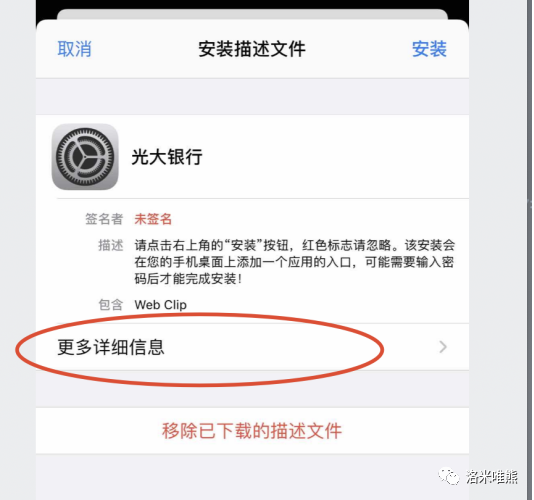 取消 安装描述文件 安装
光大银行
签名者 未签名
描述 请点击右上角的“安装”按钮，红色标志请忽略。该安装会
在您的手机桌面上添加一个应用的入口，可能需要输入密
码后才能完成安装！
包含 Web Clip
更多详细信息
移除已下载的描述文件
洛米唯熊